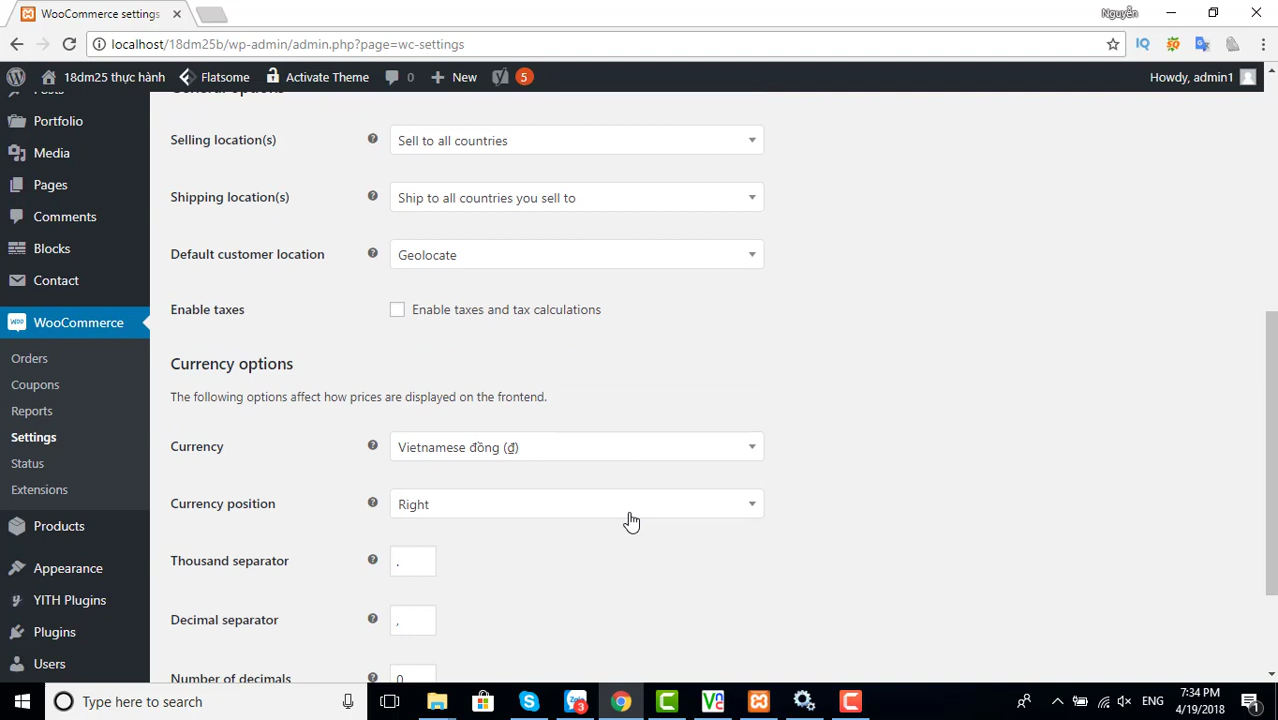 WooCommerce settings
Nguyễn
localhost/18dm25b/wp-admin/admin.php?page=wc-settings
18dm25 thực hành
Flatsome
Activate Theme
0
New
5
Howdy, admin1
Posts
Portfolio
Media
Pages
Comments
Blocks
Contact
WooCommerce
Orders
Coupons
Reports
Settings
Status
Extensions
Products
Appearance
YITH Plugins
Plugins
Users
General options
Selling location(s)
Sell to all countries
Shipping location(s)
Ship to all countries you sell to
Default customer location
Geolocate
Enable taxes
Enable taxes and tax calculations
Currency options
The following options affect how prices are displayed on the frontend.
Currency
Vietnamese đồng (₫)
Currency position
Right
Thousand separator
.
Decimal separator
,
Number of decimals
0
Type here to search
ENG
7:34 PM
4/19/2018